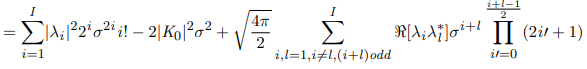 = \sum_{i=1}^{I} |\lambda_i|^2 2^i \sigma^{2i} i! - 2|K_0|^2 \sigma^2 + \sqrt{\frac{4\pi}{2}} \sum_{i,l=1,i\neq l,(i+l)odd}^{I} \Re[\lambda_i \lambda_l^*] \sigma^{i+l} \prod_{i\prime=0}^{\frac{i+l-1}{2}} (2i\prime + 1)